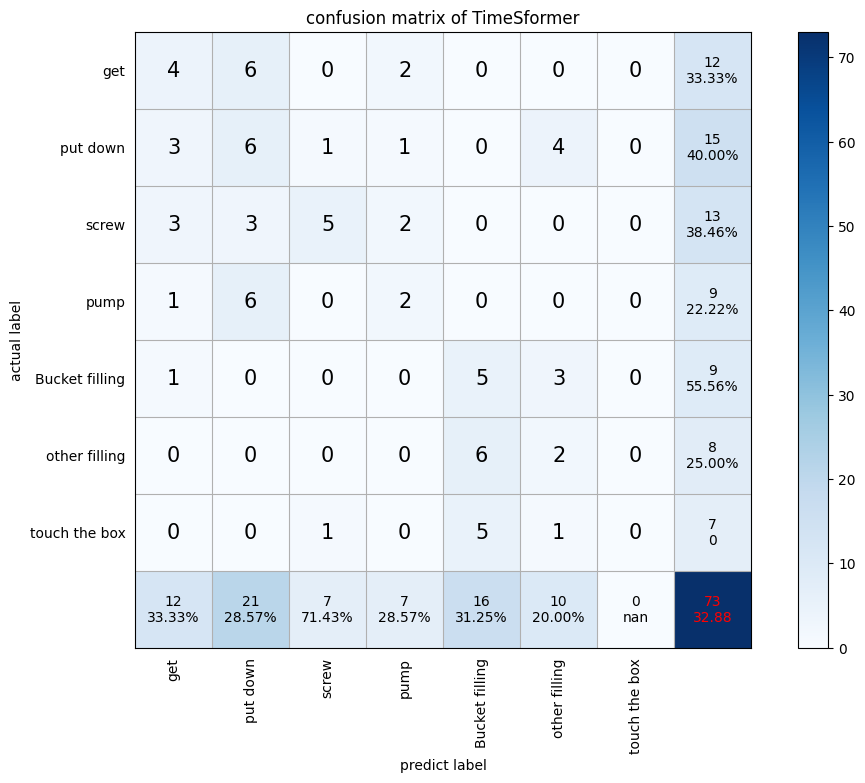 confusion matrix of TimeSformer
get 4 6 0 2 0 0 0 12
33.33%
put down 3 6 1 1 0 4 0 15
40.00%
screw 3 3 5 2 0 0 0 13
38.46%
pump 1 6 0 2 0 0 0 9
22.22%
Bucket filling 1 0 0 0 5 3 0 9
55.56%
other filling 0 0 0 0 6 2 0 8
25.00%
touch the box 0 0 1 0 5 1 0 7
0
12 21 7 7 16 10 0 73
33.33% 28.57% 71.43% 28.57% 31.25% 20.00% nan 32.88
get
put down
screw
pump
Bucket filling
other filling
touch the box
predict label
actual label
70
60
50
40
30
20
10
0